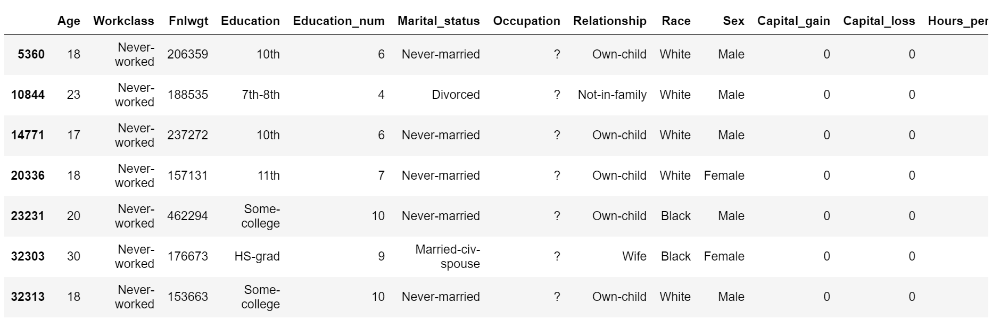 Age Workclass Fnlwgt Education Education_num Marital_status Occupation Relationship Race Sex Capital_gain Capital_loss Hours_per
5360 18 Never-worked 206359 10th 6 Never-married ? Own-child White Male 0 0
10844 23 Never-worked 188535 7th-8th 4 Divorced ? Not-in-family White Male 0 0
14771 17 Never-worked 237272 10th 6 Never-married ? Own-child White Male 0 0
20336 18 Never-worked 157131 11th 7 Never-married ? Own-child White Female 0 0
23231 20 Never-worked 462294 Some-college 10 Never-married ? Own-child Black Male 0 0
32303 30 Never-worked 176673 HS-grad 9 Married-civ-spouse ? Wife Black Female 0 0
32313 18 Never-worked 153663 Some-college 10 Never-married ? Own-child White Male 0 0